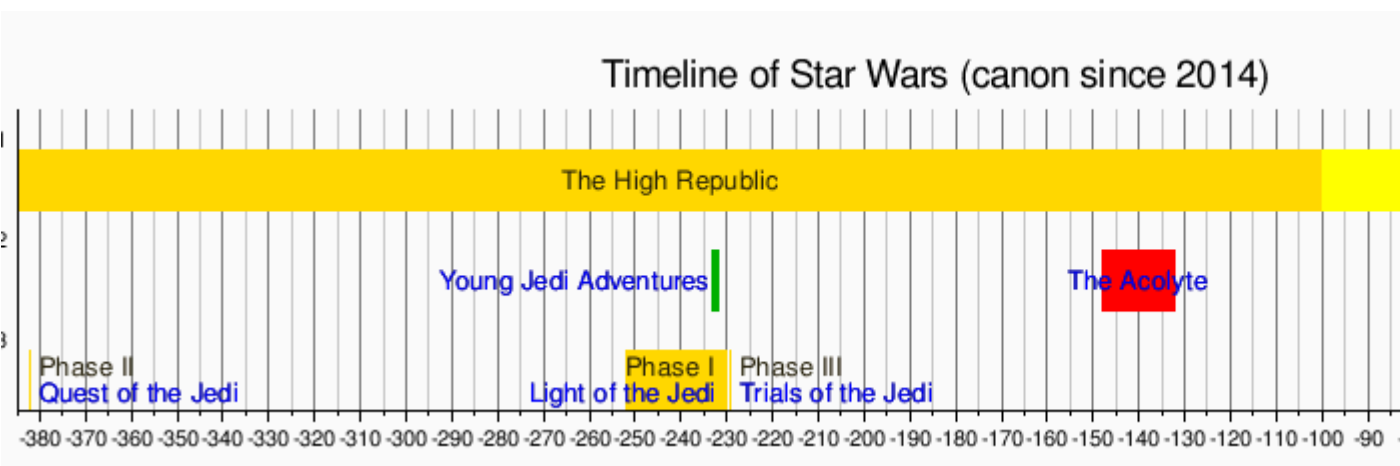 Timeline of Star Wars (canon since 2014)
The High Republic
Young Jedi Adventures
The Acolyte
Phase II
Quest of the Jedi
Phase I
Light of the Jedi
Phase III
Trials of the Jedi
-380 -370 -360 -350 -340 -330 -320 -310 -300 -290 -280 -270 -260 -250 -240 -230 -220 -210 -200 -190 -180 -170 -160 -150 -140 -130 -120 -110 -100 -90